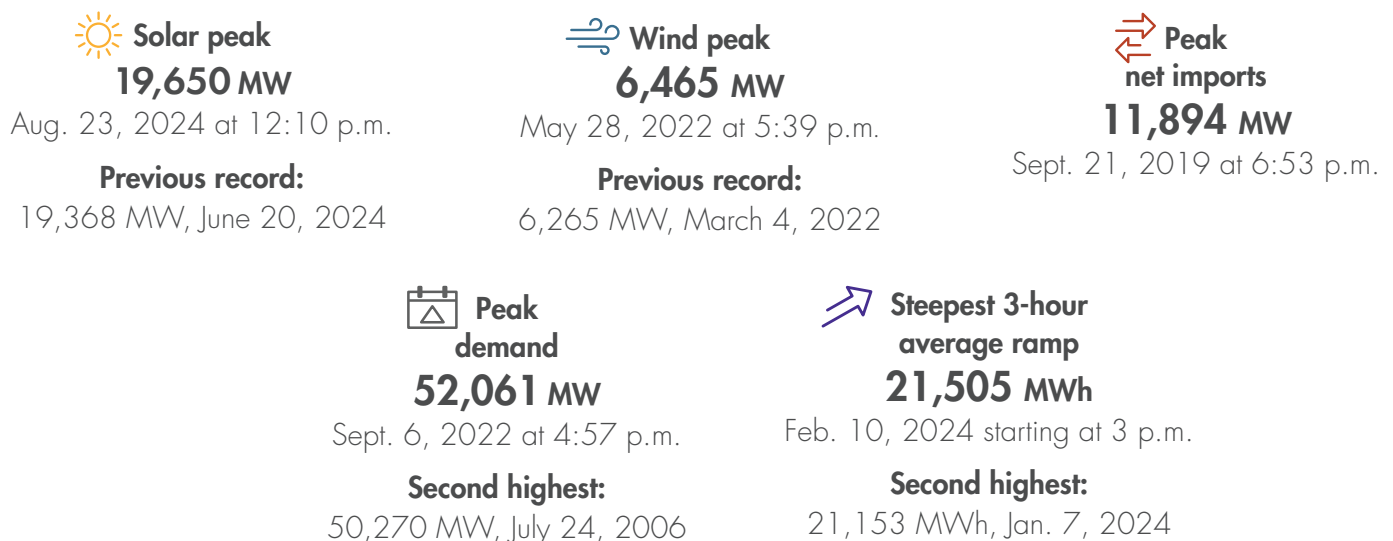 Solar peak
19,650 MW
Aug. 23, 2024 at 12:10 p.m.
Previous record:
19,368 MW, June 20, 2024
Wind peak
6,465 MW
May 28, 2022 at 5:39 p.m.
Previous record:
6,265 MW, March 4, 2022
Peak
net imports
11,894 MW
Sept. 21, 2019 at 6:53 p.m.
Peak
demand
52,061 MW
Sept. 6, 2022 at 4:57 p.m.
Second highest:
50,270 MW, July 24, 2006
Steepest 3-hour
average ramp
21,505 MWh
Feb. 10, 2024 starting at 3 p.m.
Second highest:
21,153 MWh, Jan. 7, 2024